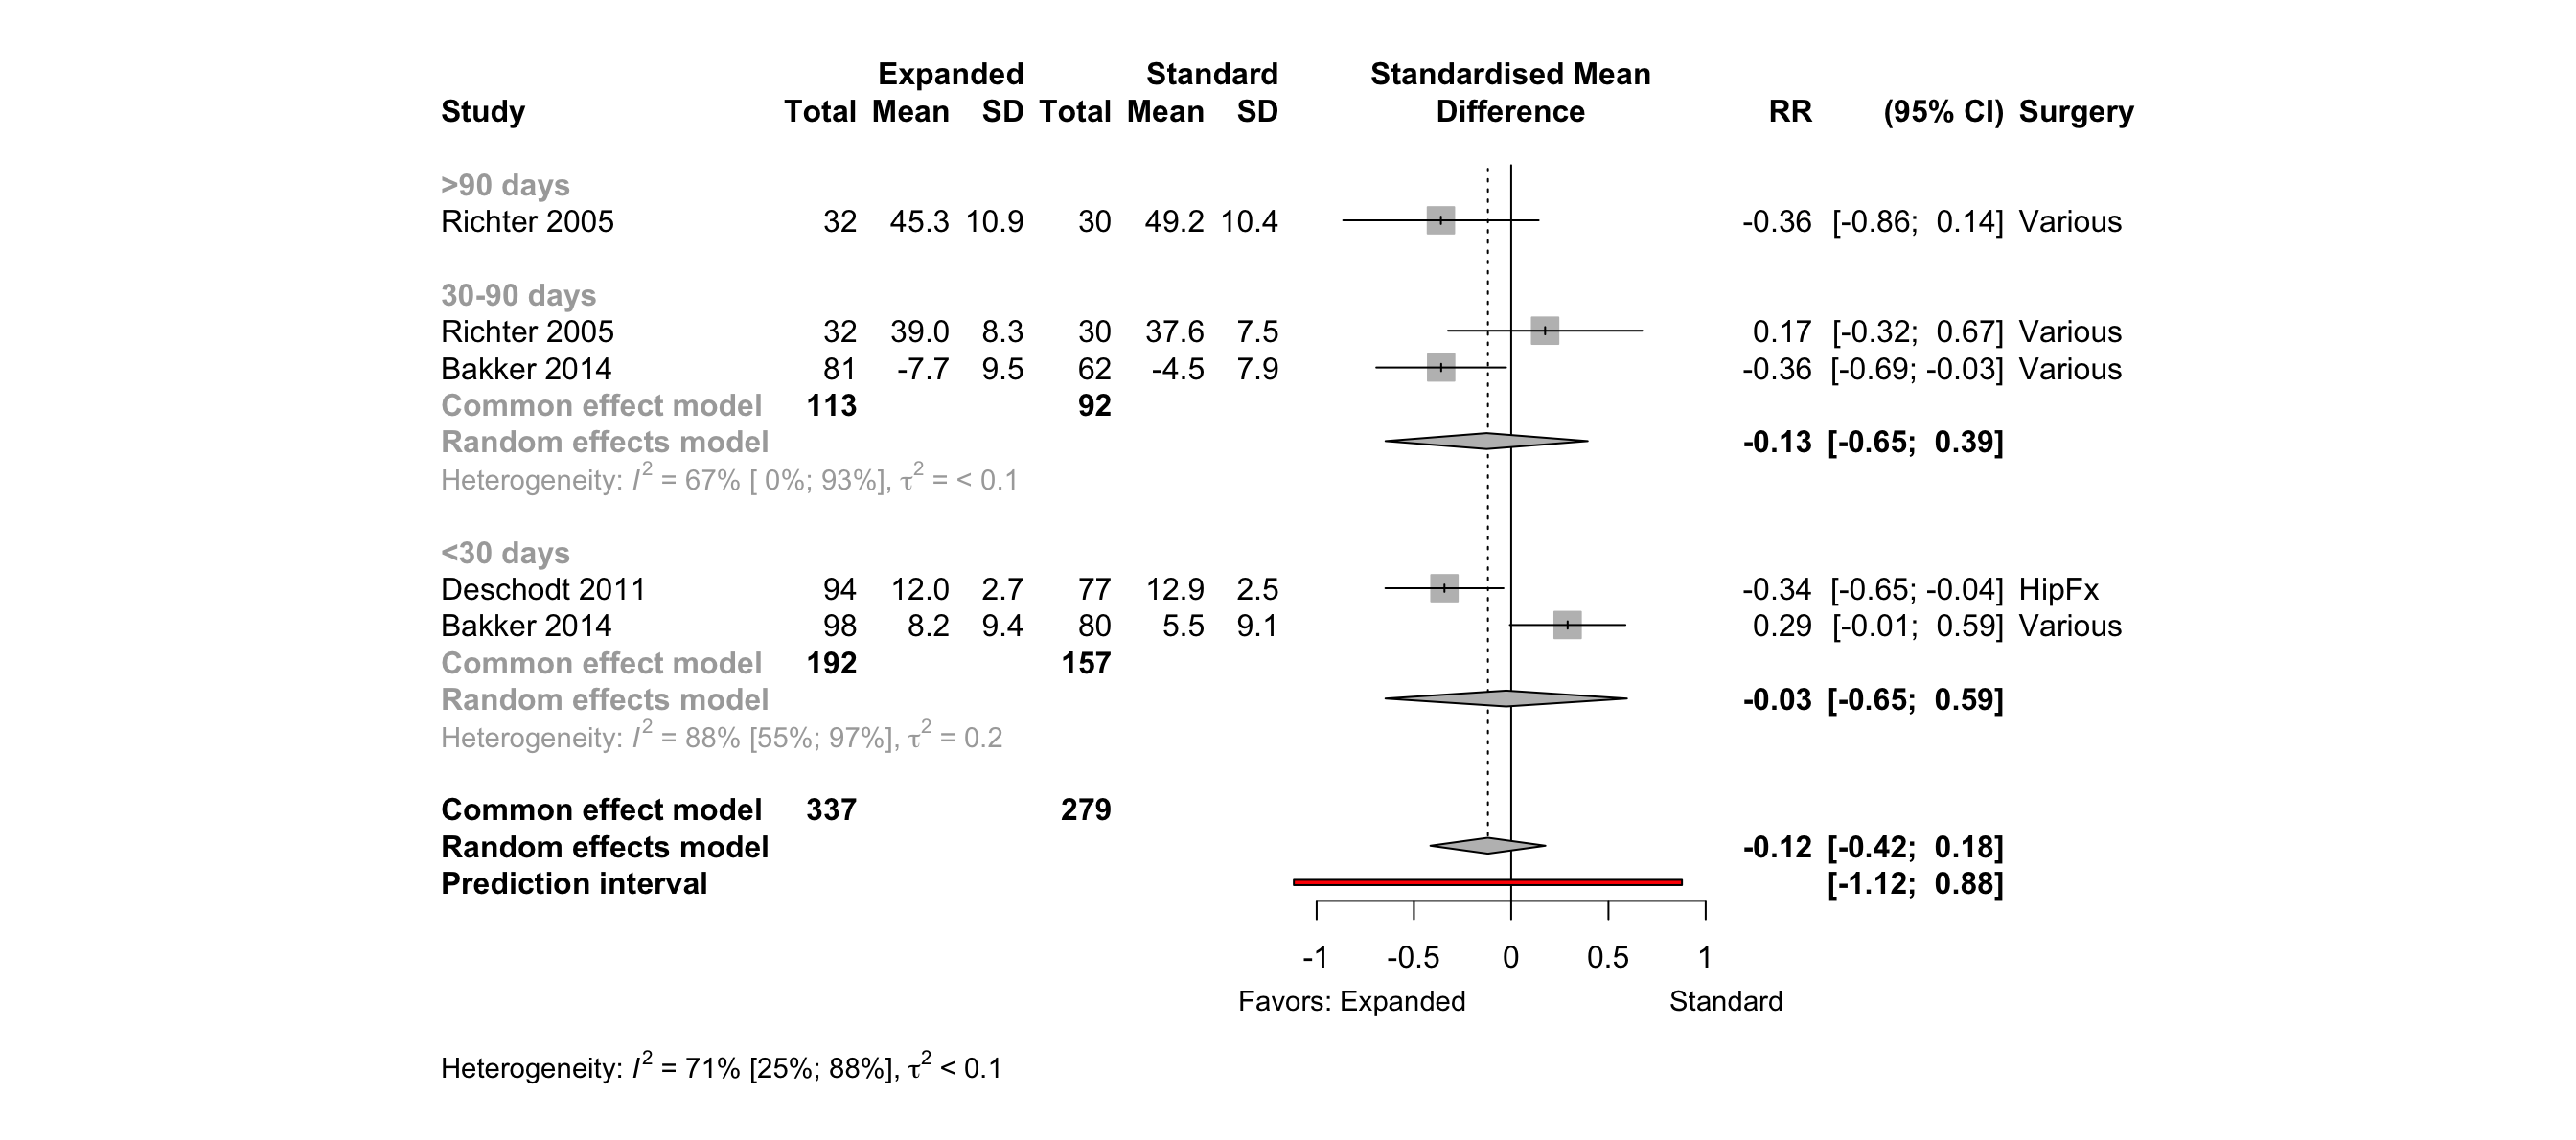 Expanded Standard Standardised Mean
Study Total Mean SD Total Mean SD Difference RR (95% CI) Surgery
>90 days
Richter 2005 32 45.3 10.9 30 49.2 10.4 -0.36 [-0.86; 0.14] Various
30-90 days
Richter 2005 32 39.0 8.3 30 37.6 7.5 0.17 [-0.32; 0.67] Various
Bakker 2014 81 -7.7 9.5 62 -4.5 7.9 -0.36 [-0.69; -0.03] Various
Common effect model 113 92
Random effects model -0.13 [-0.65; 0.39]
Heterogeneity: I² = 67% [ 0%; 93%], τ² = < 0.1
<30 days
Deschodt 2011 94 12.0 2.7 77 12.9 2.5 -0.34 [-0.65; -0.04] HipFx
Bakker 2014 98 8.2 9.4 80 5.5 9.1 0.29 [-0.01; 0.59] Various
Common effect model 192 157
Random effects model -0.03 [-0.65; 0.59]
Heterogeneity: I² = 88% [55%; 97%], τ² = 0.2
Common effect model 337 279
Random effects model -0.12 [-0.42; 0.18]
Prediction interval [-1.12; 0.88]
-1 -0.5 0 0.5 1
Favors: Expanded Standard
Heterogeneity: I² = 71% [25%; 88%], τ² < 0.1